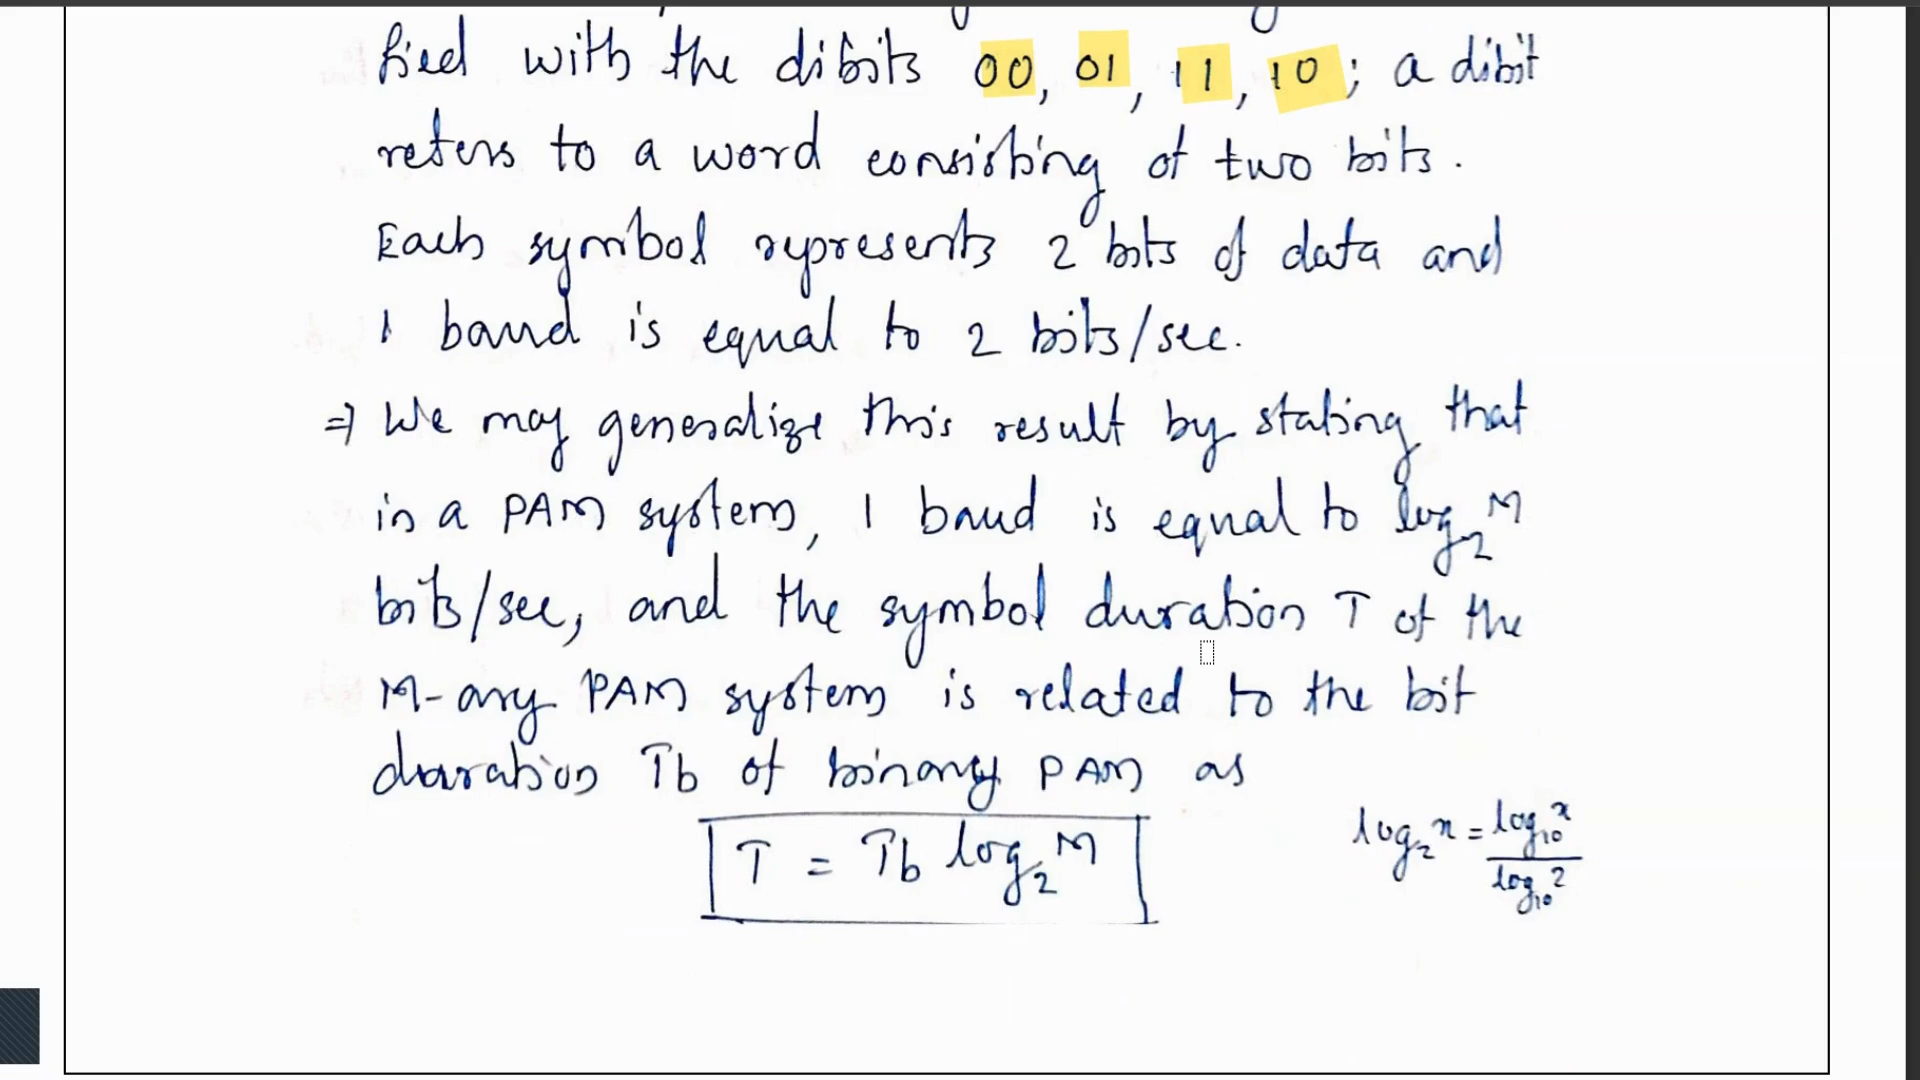 fied with the dibits 00, 01, 11, 10; a dibit
refers to a word consisting of two bits.
Each symbol represents 2 bits of data and
1 baud is equal to 2 bits/sec.
⇒ We may generalize this result by stating that
in a PAM system, 1 baud is equal to log₂M
bits/sec, and the symbol duration T of the
M-ary PAM system is related to the bit
duration Tb of binary PAM as
T = Tb log₂M
log₂x = log₁₀x / log₁₀2